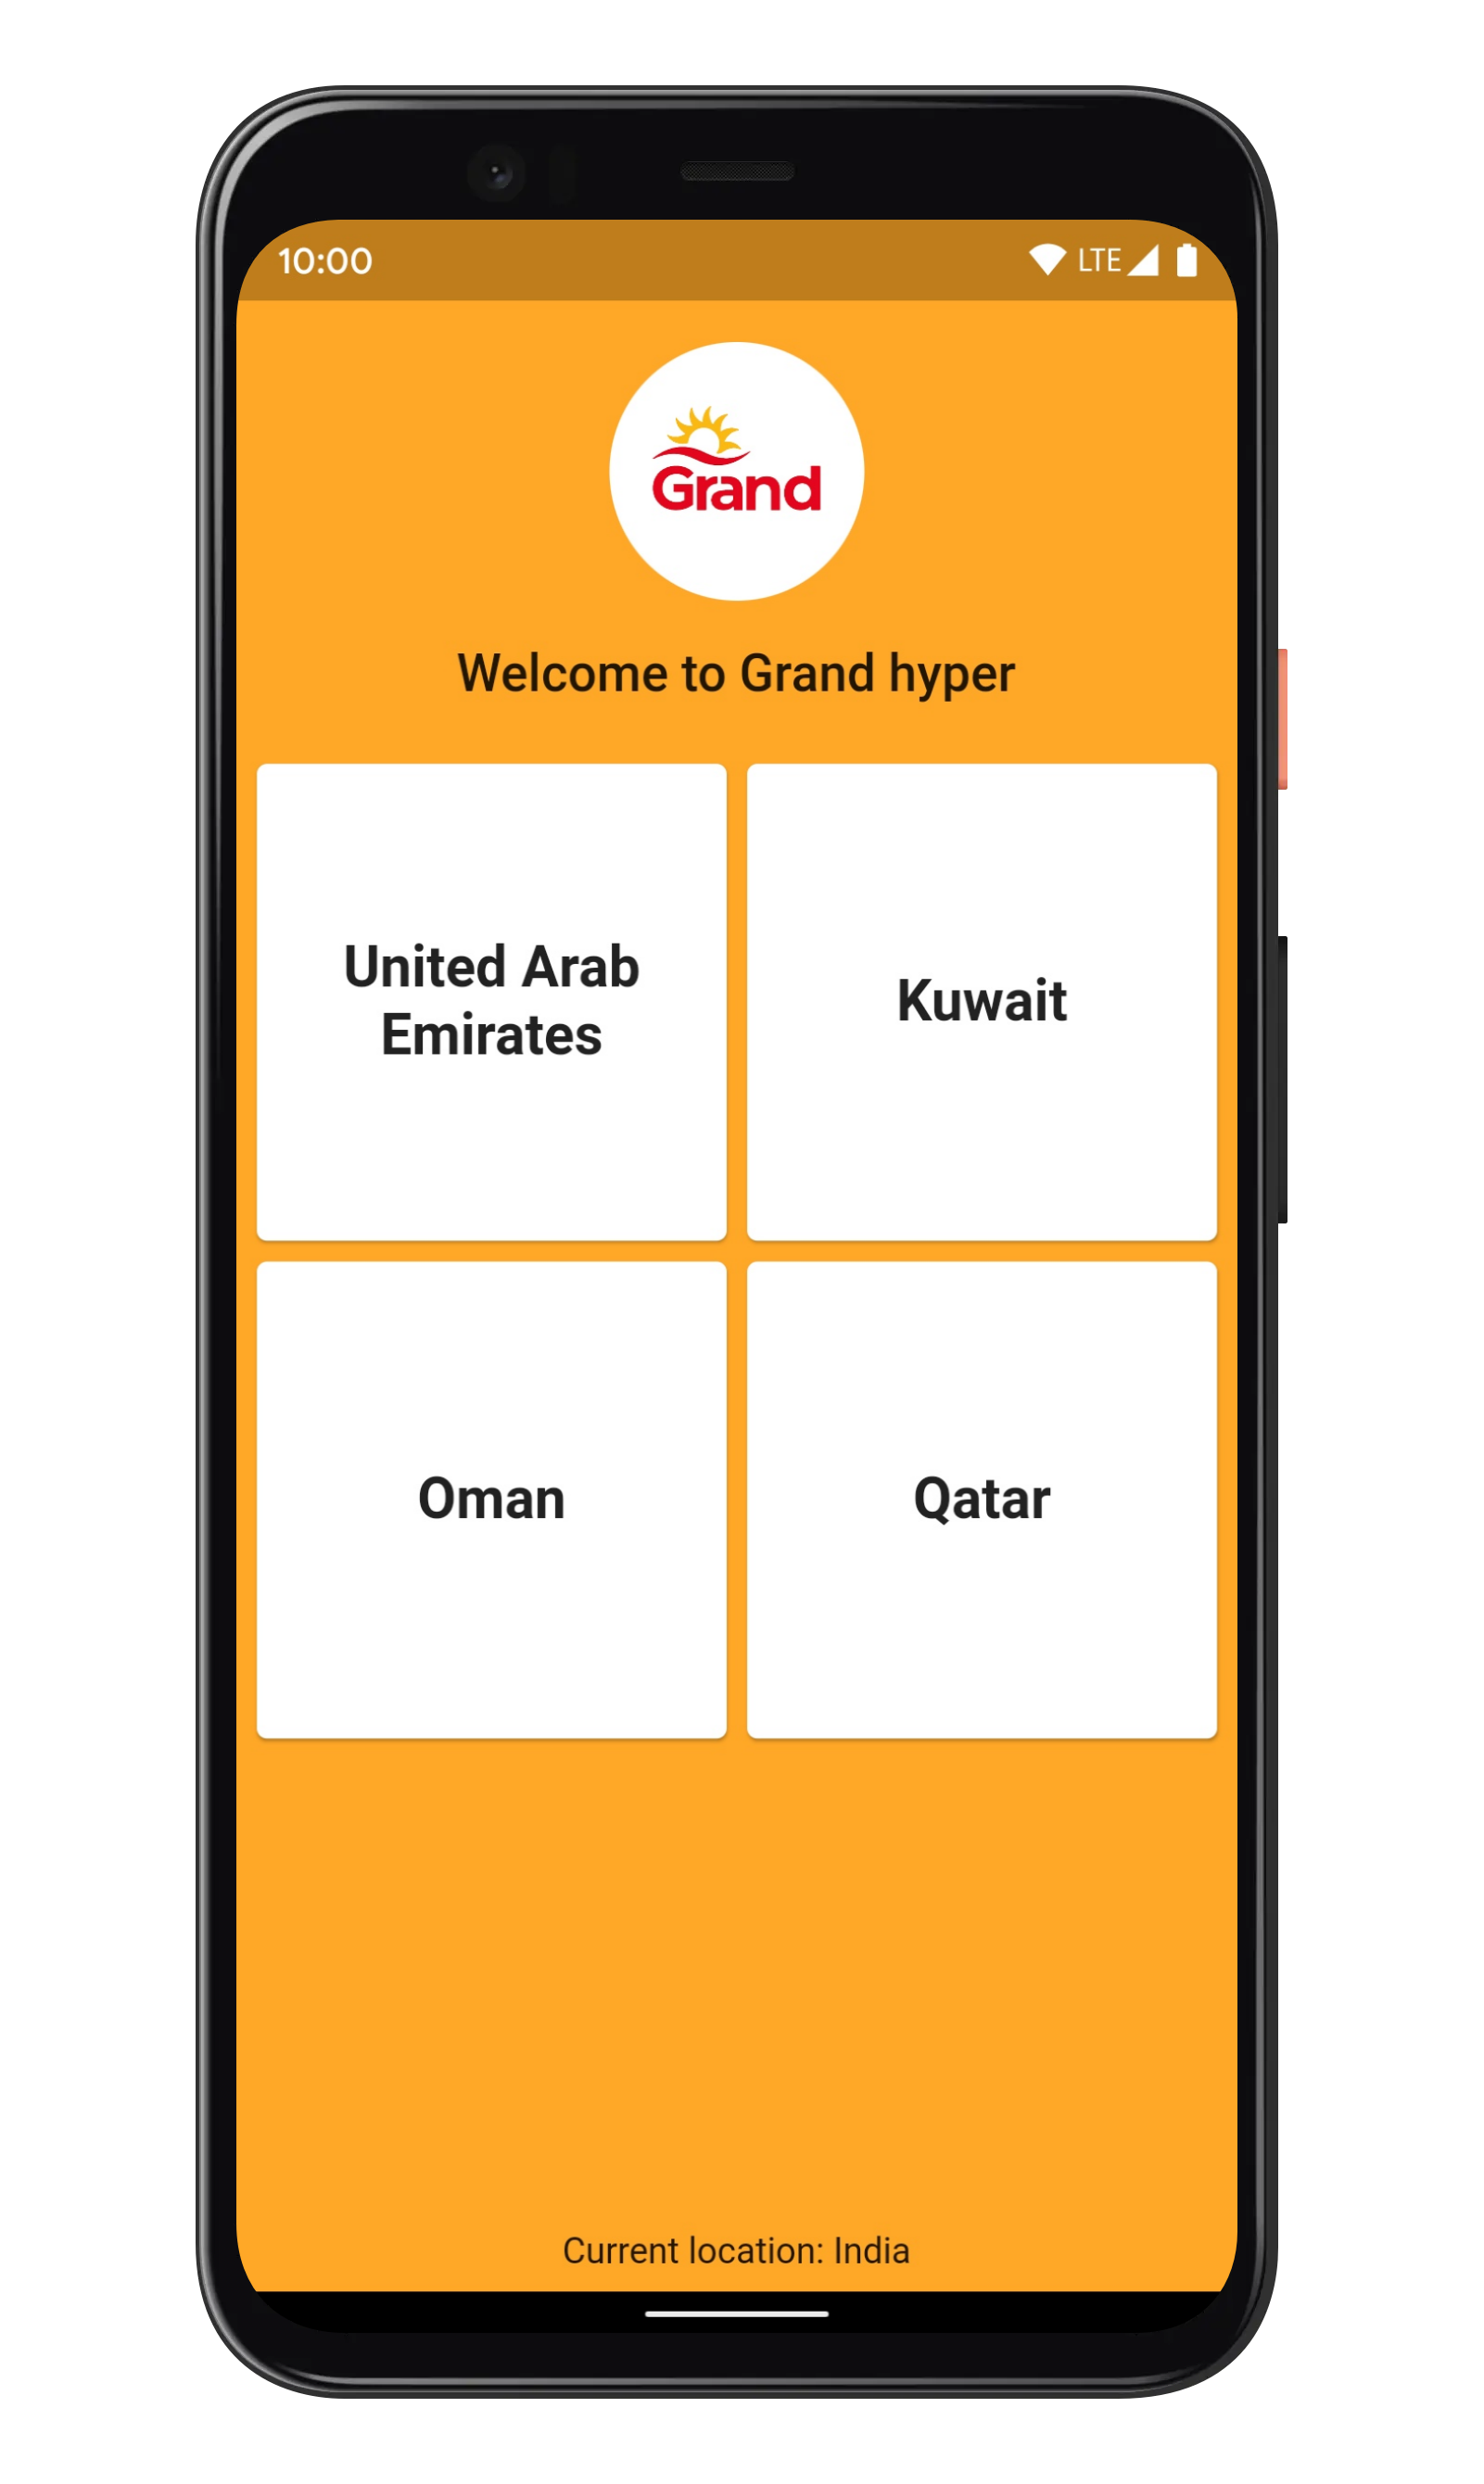 10:00
LTE
Grand
Welcome to Grand hyper
United Arab
Emirates
Kuwait
Oman
Qatar
Current location: India